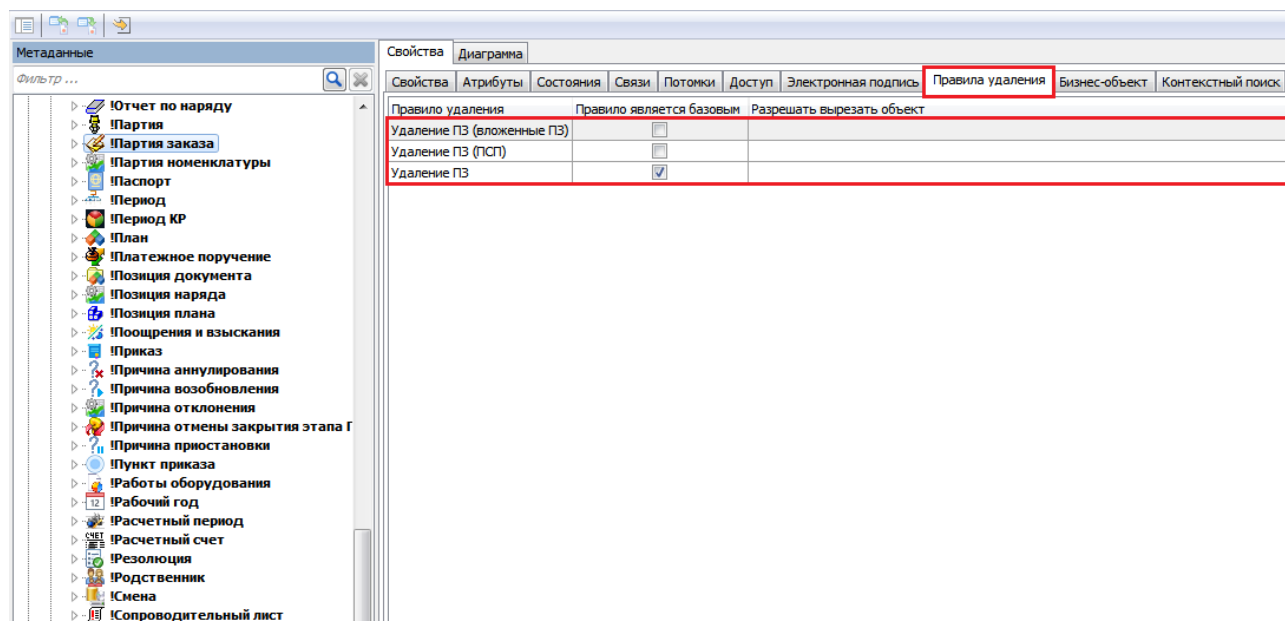 Метаданные
Фильтр ...
!Отчет по наряду
!Партия
!Партия заказа
!Партия номенклатуры
!Паспорт
!Период
!Период КР
!План
!Платежное поручение
!Позиция документа
!Позиция наряда
!Позиция плана
!Поощрения и взыскания
!Приказ
!Причина аннулирования
!Причина возобновления
!Причина отклонения
!Причина отмены закрытия этапа Г
!Причина приостановки
!Пункт приказа
!Работы оборудования
12 !Рабочий год
!Расчетный период
СЧЕТ !Расчетный счет
!Резолюция
!Родственник
!Смена
!Сопроводительный лист
Свойства Диаграмма
Свойства Атрибуты Состояния Связи Потомки Доступ Электронная подпись Правила удаления Бизнес-объект Контекстный поиск
Правило удаления Правило является базовым Разрешать вырезать объект
Удаление ПЗ (вложенные ПЗ)
Удаление ПЗ (ПСП)
Удаление ПЗ